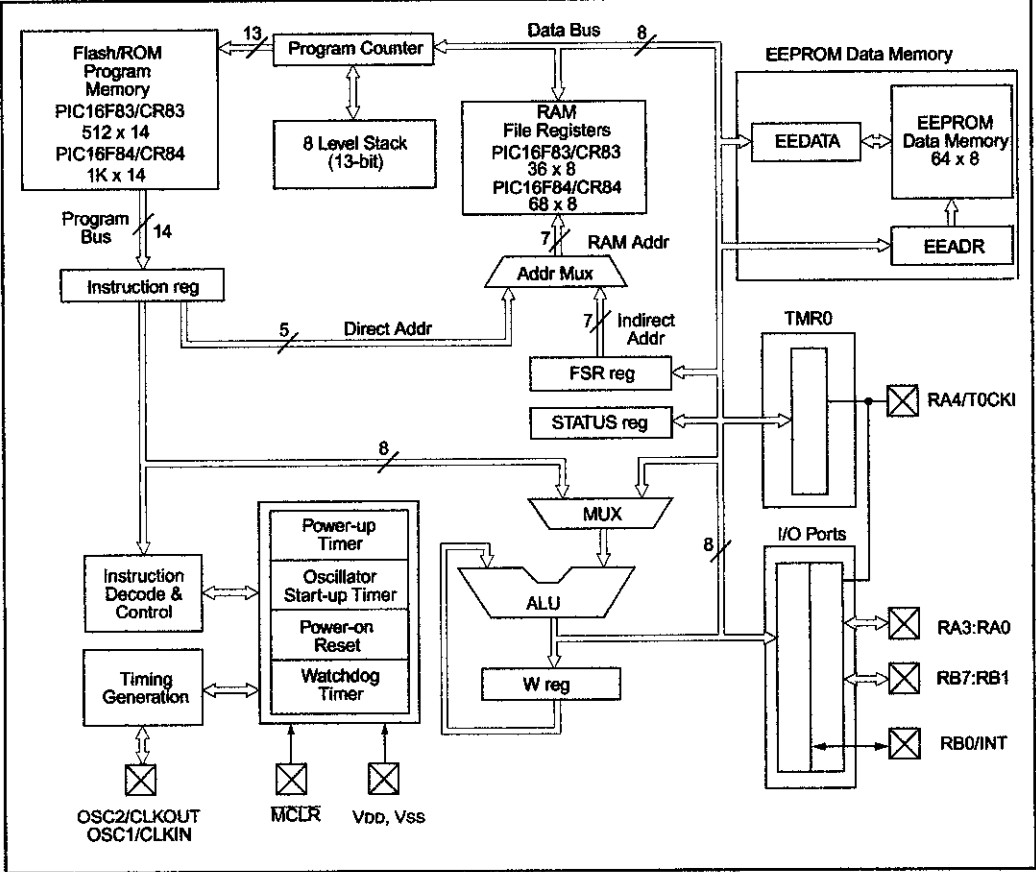 Flash/ROM
Program
Memory
PIC16F83/CR83
512 x 14
PIC16F84/CR84
1K x 14
13
Program Counter
8 Level Stack
(13-bit)
Data Bus
8
RAM
File Registers
PIC16F83/CR83
36 x 8
PIC16F84/CR84
68 x 8
EEPROM Data Memory
EEDATA
EEPROM
Data Memory
64 x 8
EEADR
Program
Bus
14
7
RAM Addr
Addr Mux
Instruction reg
5
Direct Addr
7
Indirect
Addr
FSR reg
STATUS reg
TMR0
RA4/T0CKI
8
MUX
8
ALU
W reg
Power-up
Timer
Oscillator
Start-up Timer
Power-on
Reset
Watchdog
Timer
Instruction
Decode &
Control
Timing
Generation
I/O Ports
RA3:RA0
RB7:RB1
RB0/INT
OSC2/CLKOUT
OSC1/CLKIN
MCLR
VDD, VSS